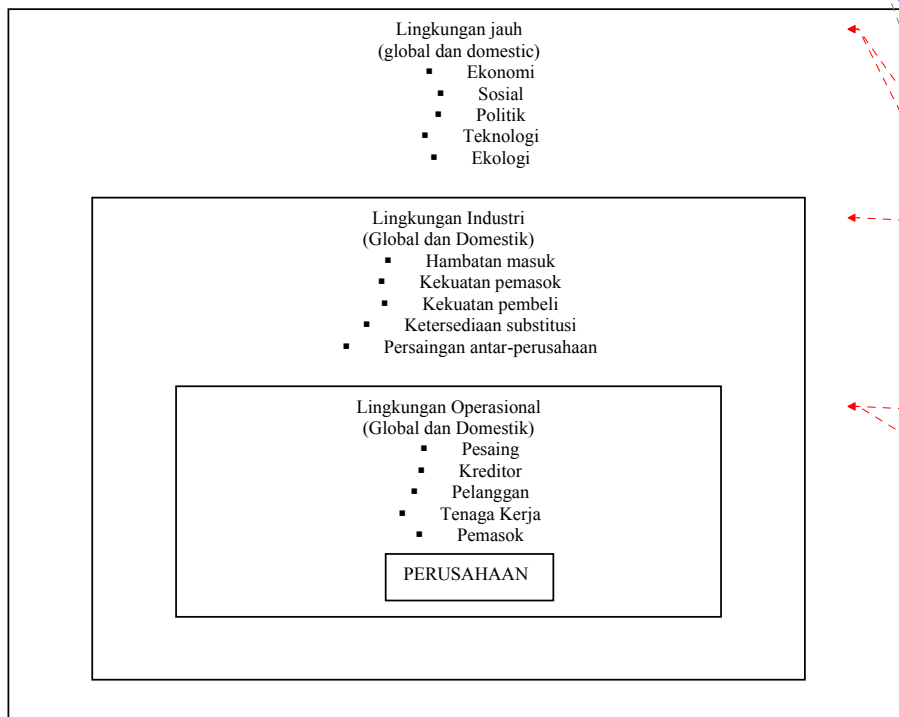 Lingkungan jauh
(global dan domestic)
▪ Ekonomi
▪ Sosial
▪ Politik
▪ Teknologi
▪ Ekologi
Lingkungan Industri
(Global dan Domestik)
▪ Hambatan masuk
▪ Kekuatan pemasok
▪ Kekuatan pembeli
▪ Ketersediaan substitusi
▪ Persaingan antar-perusahaan
Lingkungan Operasional
(Global dan Domestik)
▪ Pesaing
▪ Kreditor
▪ Pelanggan
▪ Tenaga Kerja
▪ Pemasok
PERUSAHAAN